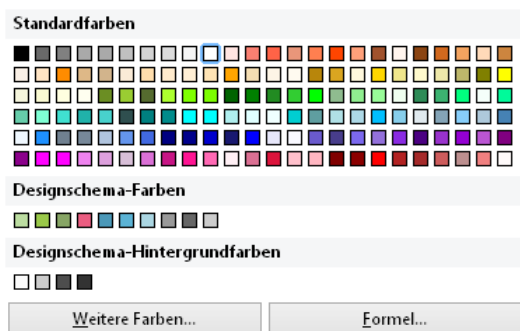 Standardfarben
Designschema-Farben
Designschema-Hintergrundfarben
Weitere Farben...
Formel...